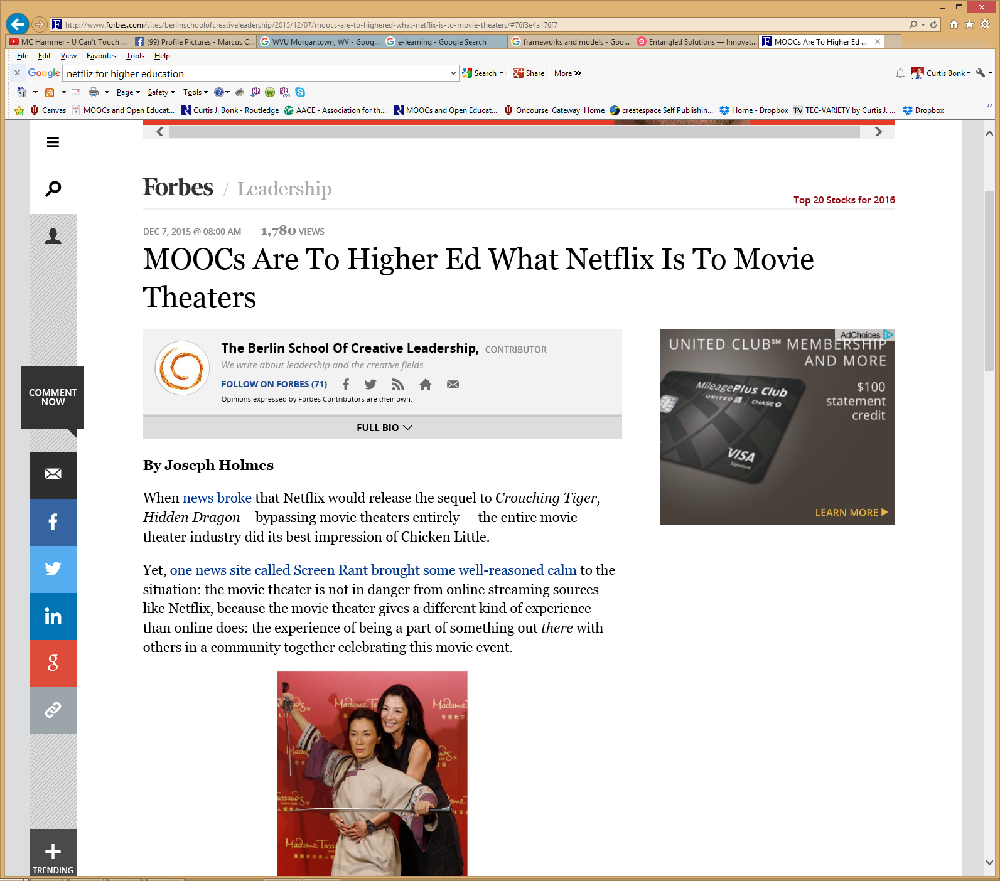 http://www.forbes.com/sites/berlinschoolofcreativeleadership/2015/12/07/moocs-are-to-highered-what-netflix-is-to-movie-theaters/#76f3e4a176f7
MC Hammer - U Can't Touch ...
(99) Profile Pictures - Marcus C...
WVU Morgantown, WV - Goog...
e-learning - Google Search
frameworks and models - Goo...
Entangled Solutions — Innovat...
MOOCs Are To Higher Ed ...
File Edit View Favorites Tools Help
x Google netfliz for higher education Search Share More »
Curtis Bonk
Page Safety Tools
Canvas
MOOCs and Open Educat...
Curtis J. Bonk - Routledge
AACE - Association for th...
MOOCs and Open Educat...
Oncourse Gateway Home
createspace Self Publishin...
Home - Dropbox
TEC-VARIETY by Curtis J. ...
Dropbox
Forbes / Leadership
Top 20 Stocks for 2016
DEC 7, 2015 @ 08:00 AM 1,780 VIEWS
MOOCs Are To Higher Ed What Netflix Is To Movie
Theaters
The Berlin School Of Creative Leadership, CONTRIBUTOR
We write about leadership and the creative fields.
FOLLOW ON FORBES (71)
Opinions expressed by Forbes Contributors are their own.
FULL BIO
AdChoices
UNITED CLUB℠ MEMBERSHIP
AND MORE
$100
statement
credit
MileagePlus Club
UNITED CHASE
VISA
Signature
LEARN MORE
COMMENT
NOW
By Joseph Holmes
When news broke that Netflix would release the sequel to Crouching Tiger,
Hidden Dragon— bypassing movie theaters entirely — the entire movie
theater industry did its best impression of Chicken Little.
Yet, one news site called Screen Rant brought some well-reasoned calm to the
situation: the movie theater is not in danger from online streaming sources
like Netflix, because the movie theater gives a different kind of experience
than online does: the experience of being a part of something out there with
others in a community together celebrating this movie event.
Madame Tu
Madame
Madame Tuss
TRENDING